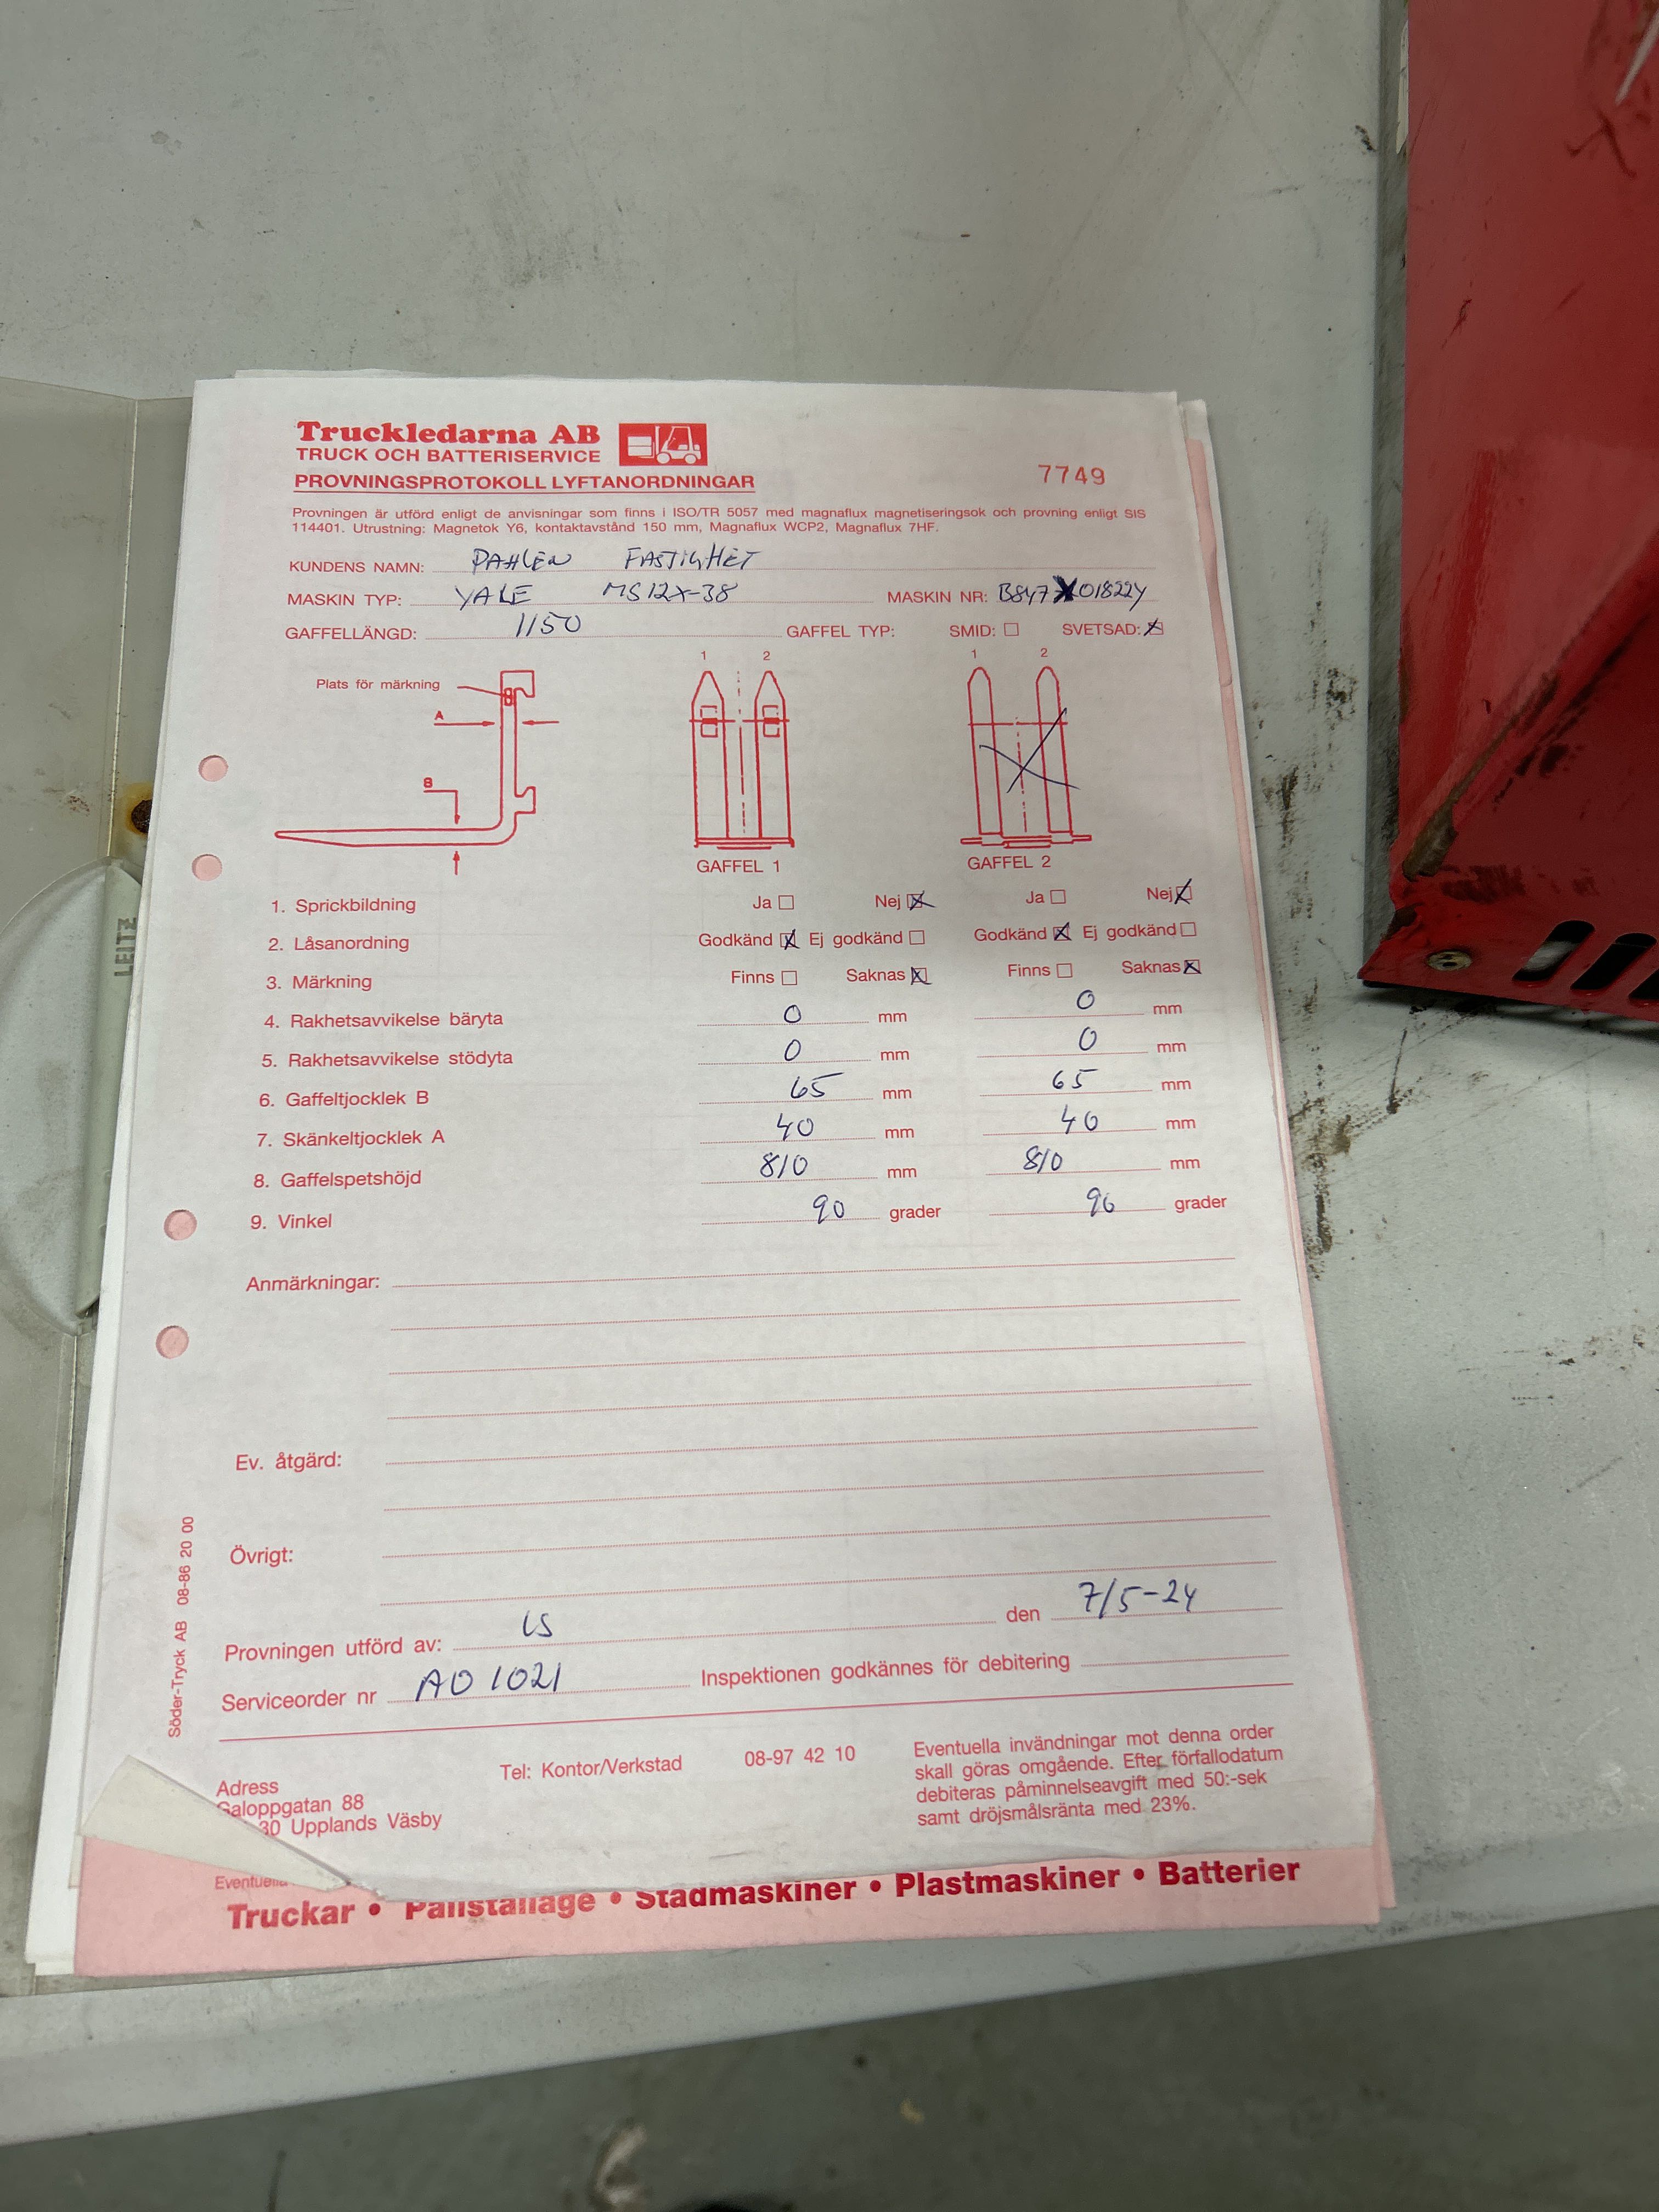 Truckledarna AB
TRUCK OCH BATTERISERVICE
PROVNINGSPROTOKOLL LYFTANORDNINGAR
7749
Provningen är utförd enligt de anvisningar som finns i ISO/TR 5057 med magnaflux magnetiseringsok och provning enligt SIS
114401. Utrustning: Magnetok Y6, kontaktavstånd 150 mm, Magnaflux WCP2, Magnaflux 7HF.
KUNDENS NAMN: PAHLEN FASTIGHET
MASKIN TYP: YALE MS12X-38 MASKIN NR:
GAFFELLÄNGD: 1150 GAFFEL TYP: SMID: SVETSAD:
1 2 1 2
Plats för märkning
A
B
GAFFEL 1 GAFFEL 2
1. Sprickbildning Ja Nej Ja Nej
2. Låsanordning Godkänd Ej godkänd Godkänd Ej godkänd
3. Märkning Finns Saknas Finns Saknas
4. Rakhetsavvikelse bäryta 0 mm 0 mm
5. Rakhetsavvikelse stödyta 0 mm 0 mm
6. Gaffeltjocklek B 65 mm 65 mm
7. Skänkeltjocklek A 40 mm 40 mm
8. Gaffelspetshöjd 810 mm 810 mm
9. Vinkel 90 grader 90 grader
Anmärkningar:
Ev. åtgärd:
Övrigt:
Provningen utförd av: LS den 7/5-24
Serviceorder nr AO 1021 Inspektionen godkännes för debitering
Adress
Galoppgatan 88
30 Upplands Väsby
Tel: Kontor/Verkstad 08-97 42 10
Eventuella invändningar mot denna order
skall göras omgående. Efter förfallodatum
debiteras påminnelseavgift med 50:-sek
samt dröjsmålsränta med 23%.
Söder-Tryck AB 08-86 20 00
Eventuella
Truckar • Pallställage • Städmaskiner • Plastmaskiner • Batterier
LEITZ